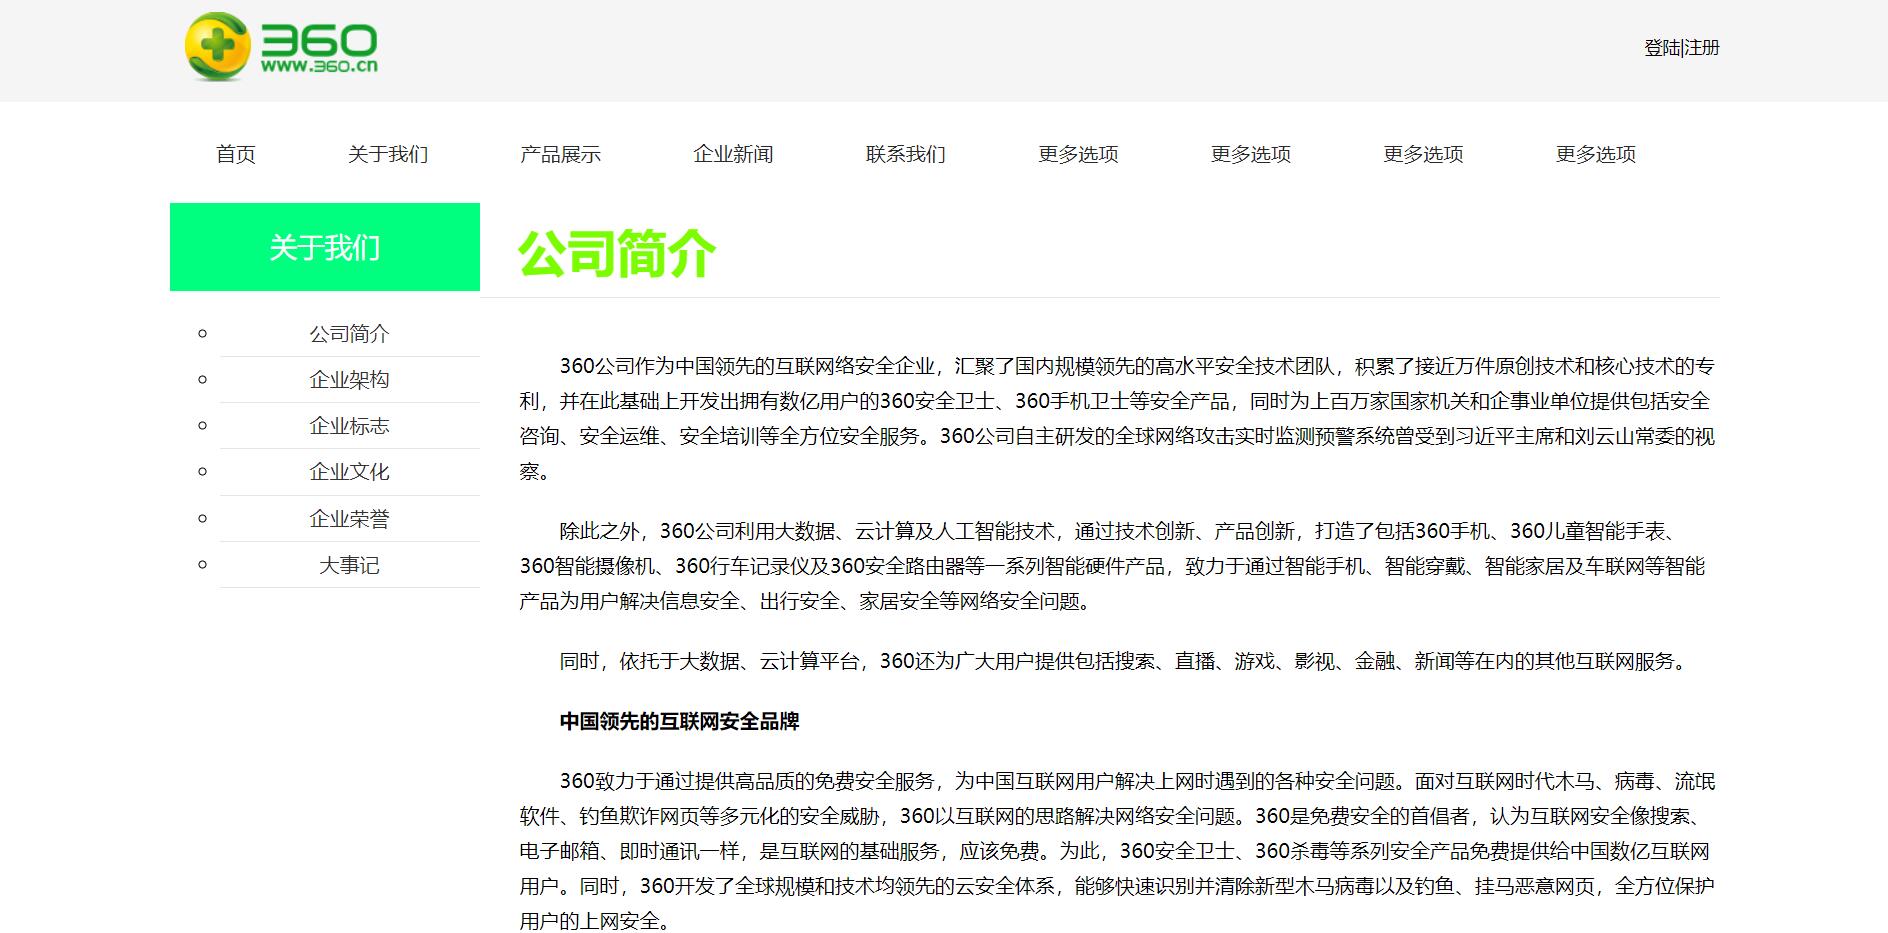 360
www.360.cn
登陆|注册
首页 关于我们 产品展示 企业新闻 联系我们 更多选项 更多选项 更多选项 更多选项
关于我们
公司简介
企业架构
企业标志
企业文化
企业荣誉
大事记
公司简介
360公司作为中国领先的互联网络安全企业，汇聚了国内规模领先的高水平安全技术团队，积累了接近万件原创技术和核心技术的专
利，并在此基础上开发出拥有数亿用户的360安全卫士、360手机卫士等安全产品，同时为上百万家国家机关和企事业单位提供包括安全
咨询、安全运维、安全培训等全方位安全服务。360公司自主研发的全球网络攻击实时监测预警系统曾受到习近平主席和刘云山常委的视
察。
除此之外，360公司利用大数据、云计算及人工智能技术，通过技术创新、产品创新，打造了包括360手机、360儿童智能手表、
360智能摄像机、360行车记录仪及360安全路由器等一系列智能硬件产品，致力于通过智能手机、智能穿戴、智能家居及车联网等智能
产品为用户解决信息安全、出行安全、家居安全等网络安全问题。
同时，依托于大数据、云计算平台，360还为广大用户提供包括搜索、直播、游戏、影视、金融、新闻等在内的其他互联网服务。
中国领先的互联网安全品牌
360致力于通过提供高品质的免费安全服务，为中国互联网用户解决上网时遇到的各种安全问题。面对互联网时代木马、病毒、流氓
软件、钓鱼欺诈网页等多元化的安全威胁，360以互联网的思路解决网络安全问题。360是免费安全的首倡者，认为互联网安全像搜索、
电子邮箱、即时通讯一样，是互联网的基础服务，应该免费。为此，360安全卫士、360杀毒等系列安全产品免费提供给中国数亿互联网
用户。同时，360开发了全球规模和技术均领先的云安全体系，能够快速识别并清除新型木马病毒以及钓鱼、挂马恶意网页，全方位保护
用户的上网安全。